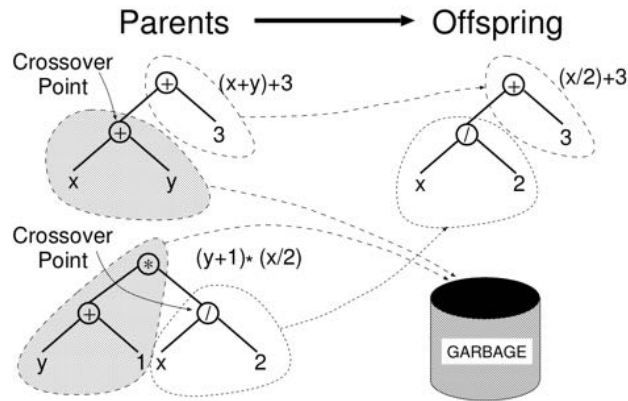 Parents
Offspring
Crossover
Point
+
(x+y)+3
+
3
x
y
+
(x/2)+3
/
3
x
2
Crossover
Point
*
(y+1)* (x/2)
+
/
y
1
x
2
GARBAGE